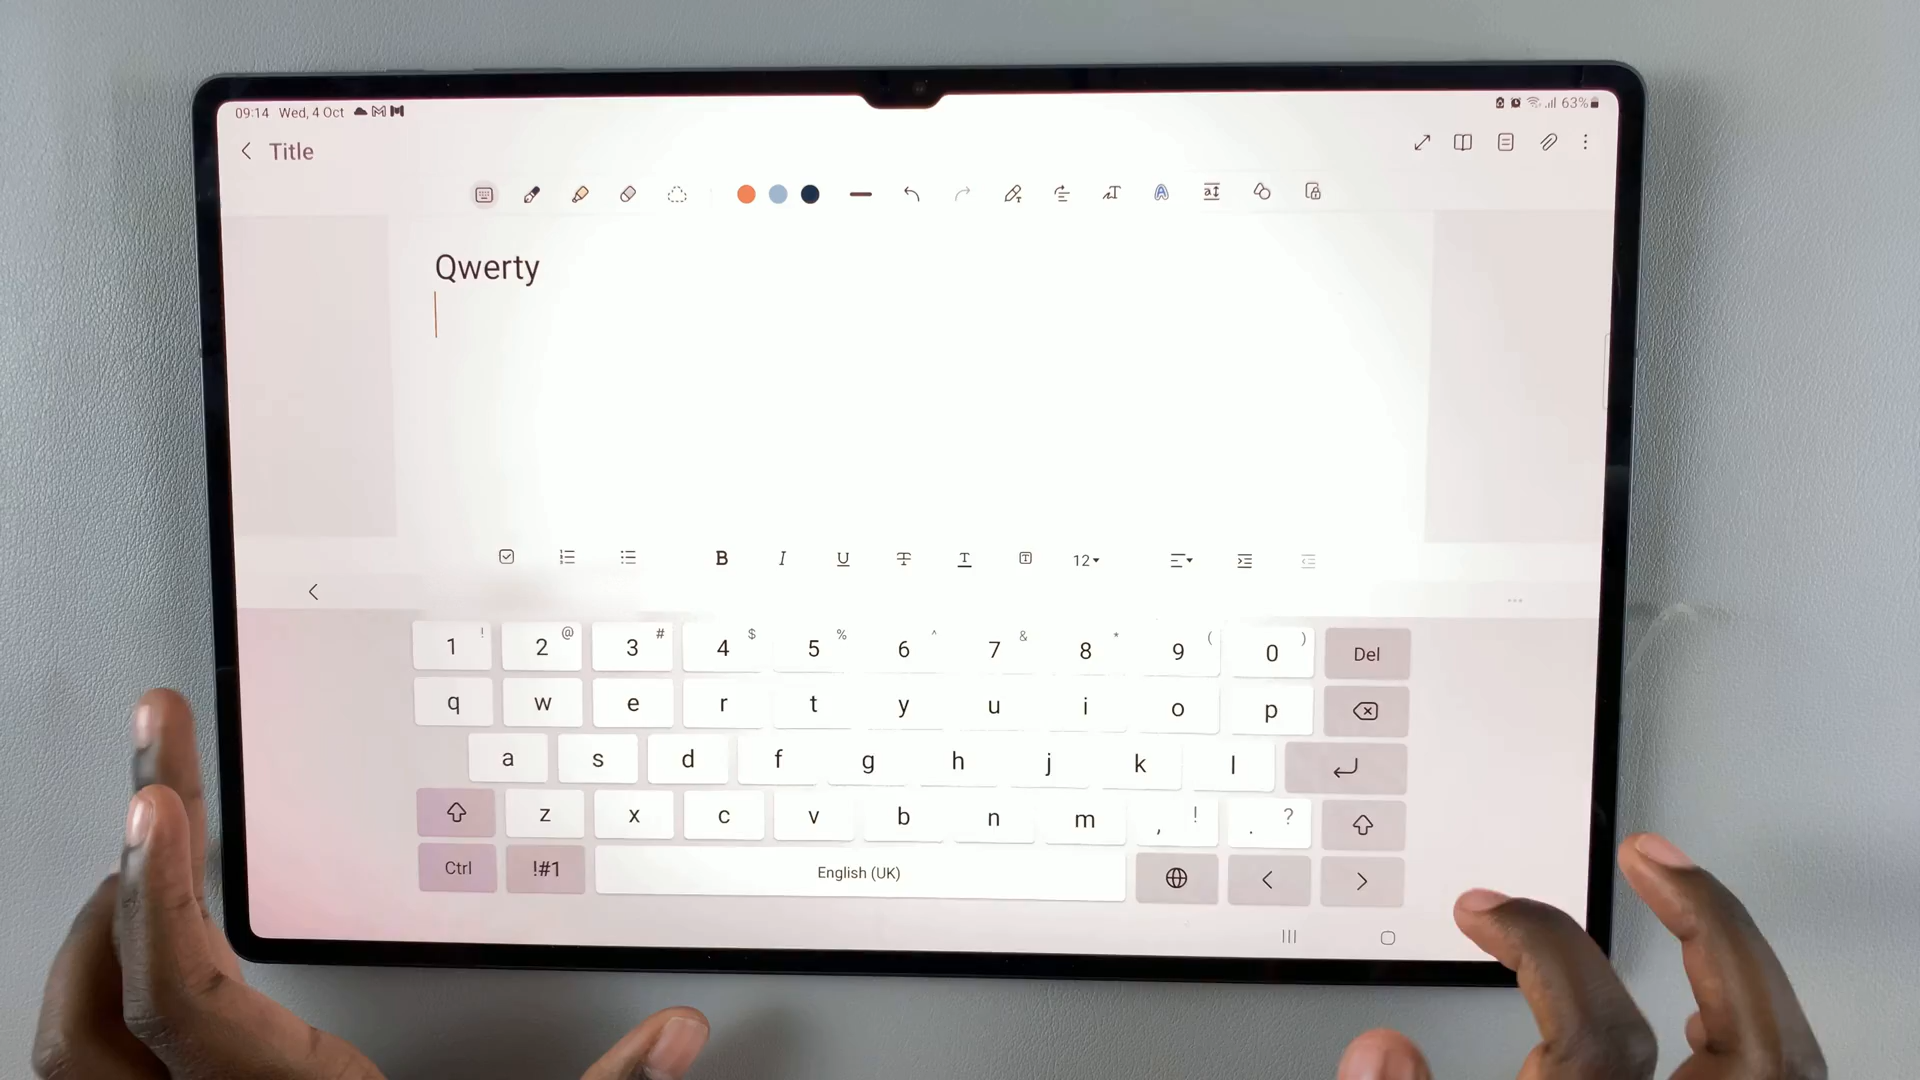 09:14 Wed, 4 Oct
63%
Title
Qwerty
B I U T T T 12
1 ! 2 @ 3 # 4 $ 5 % 6 ^ 7 & 8 * 9 ( 0 ) Del
q w e r t y u i o p
a s d f g h j k l
z x c v b n m , ! . ?
Ctrl !#1 English (UK)